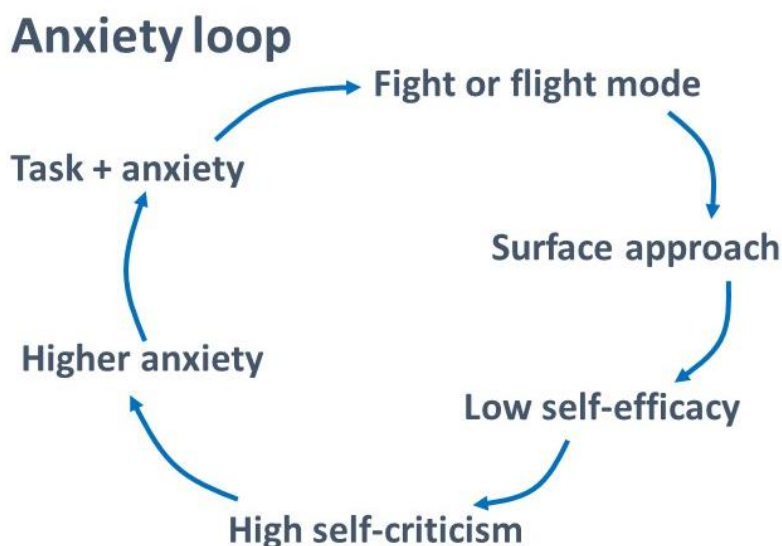 Anxiety loop
Fight or flight mode
Task + anxiety
Surface approach
Higher anxiety
Low self-efficacy
High self-criticism